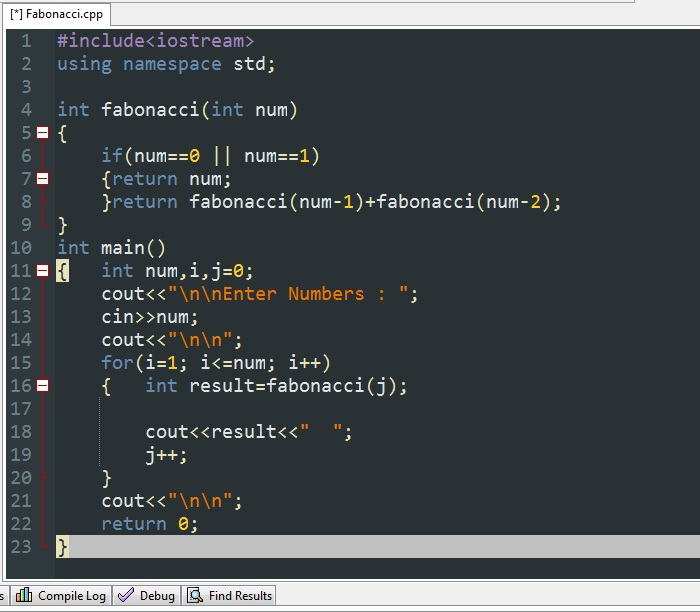 [*] Fabonacci.cpp
1 #include<iostream>
2 using namespace std;
3
4 int fabonacci(int num)
5 {
6 if(num==0 || num==1)
7 {return num;
8 }return fabonacci(num-1)+fabonacci(num-2);
9 }
10 int main()
11 { int num,i,j=0;
12 cout<<"\n\nEnter Numbers : ";
13 cin>>num;
14 cout<<"\n\n";
15 for(i=1; i<=num; i++)
16 { int result=fabonacci(j);
17
18 cout<<result<<"  ";
19 j++;
20 }
21 cout<<"\n\n";
22 return 0;
23 }
s Compile Log Debug Find Results